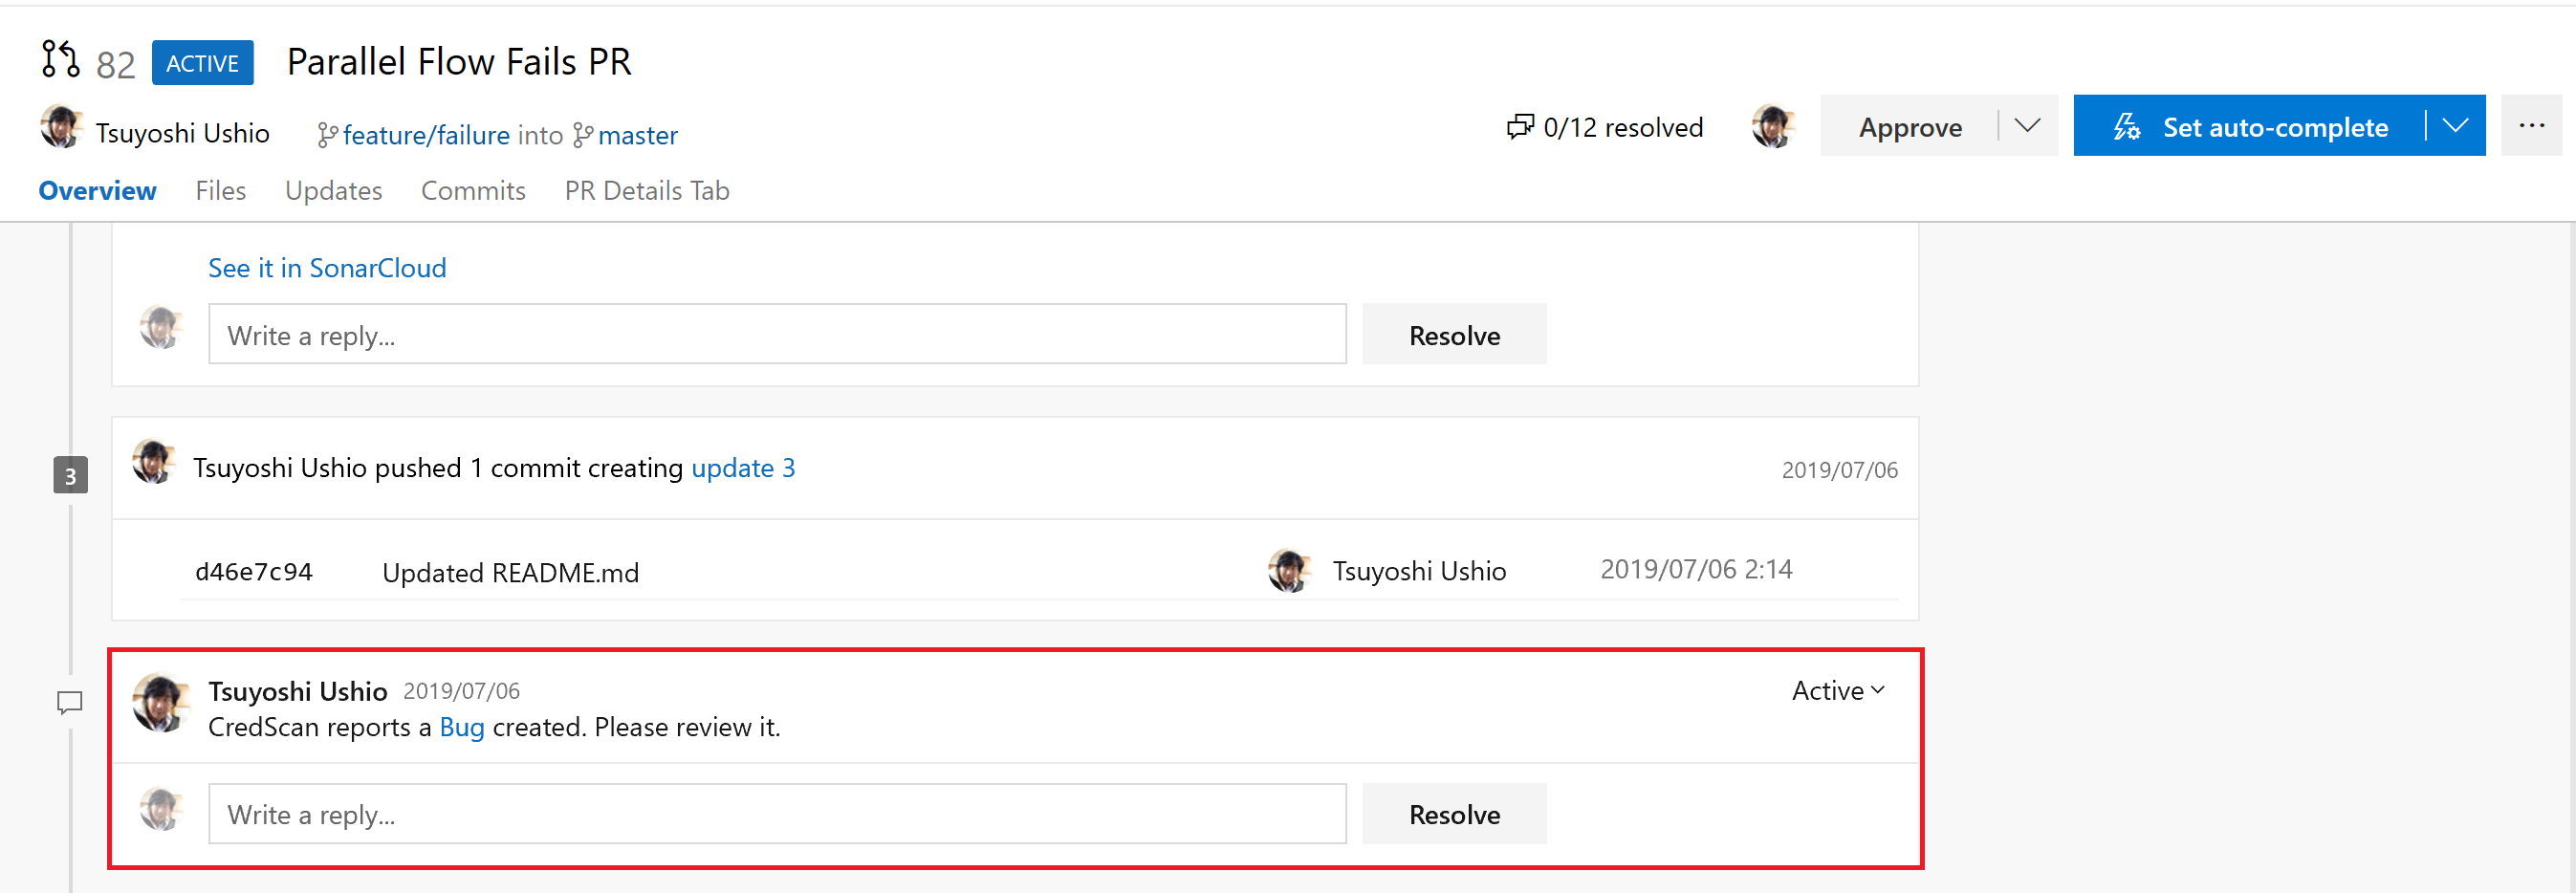 82 ACTIVE Parallel Flow Fails PR
Tsuyoshi Ushio feature/failure into master
0/12 resolved Approve Set auto-complete ...
Overview Files Updates Commits PR Details Tab
See it in SonarCloud
Write a reply... Resolve
3 Tsuyoshi Ushio pushed 1 commit creating update 3 2019/07/06
d46e7c94 Updated README.md Tsuyoshi Ushio 2019/07/06 2:14
Tsuyoshi Ushio 2019/07/06 Active
CredScan reports a Bug created. Please review it.
Write a reply... Resolve